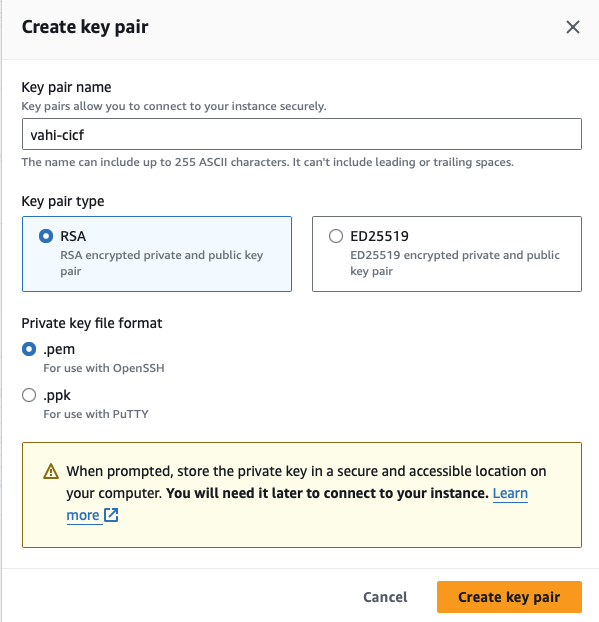 Create key pair
Key pair name
Key pairs allow you to connect to your instance securely.
vahi-cicf
The name can include up to 255 ASCII characters. It can't include leading or trailing spaces.
Key pair type
RSA
RSA encrypted private and public key
pair
ED25519
ED25519 encrypted private and public
key pair
Private key file format
.pem
For use with OpenSSH
.ppk
For use with PuTTY
When prompted, store the private key in a secure and accessible location on
your computer. You will need it later to connect to your instance. Learn
more
Cancel
Create key pair